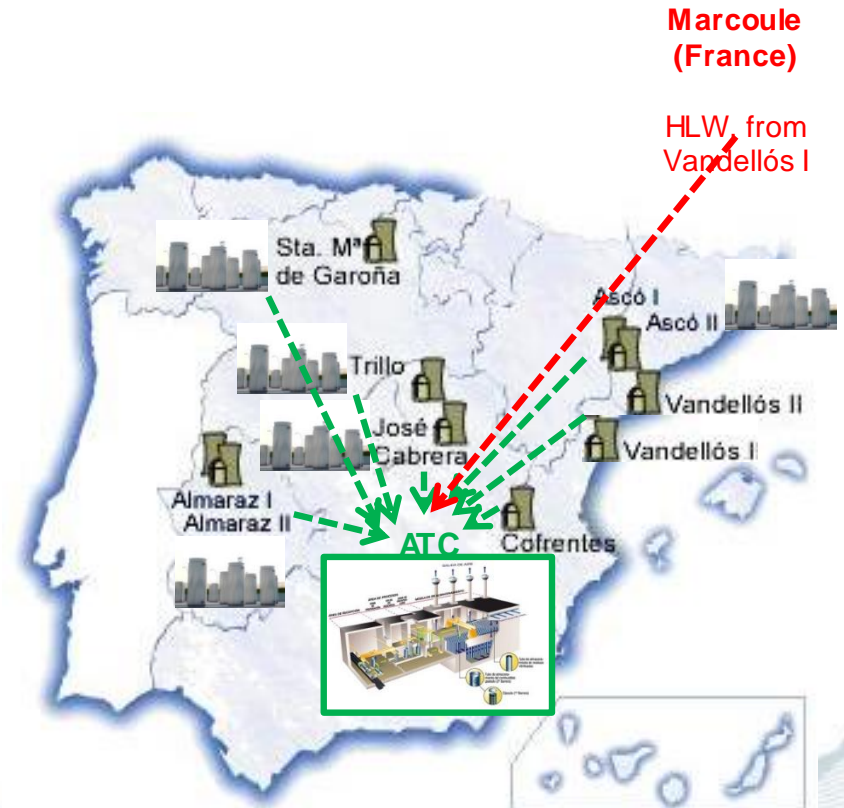 Marcoule
(France)
HLW from
Vandellós I
Sta. Mª
de Garoña
Ascó I
Ascó II
Trillo
Vandellós II
José
Cabrera
Vandellós I
Almaraz I
Almaraz II
ATC
Cofrentes